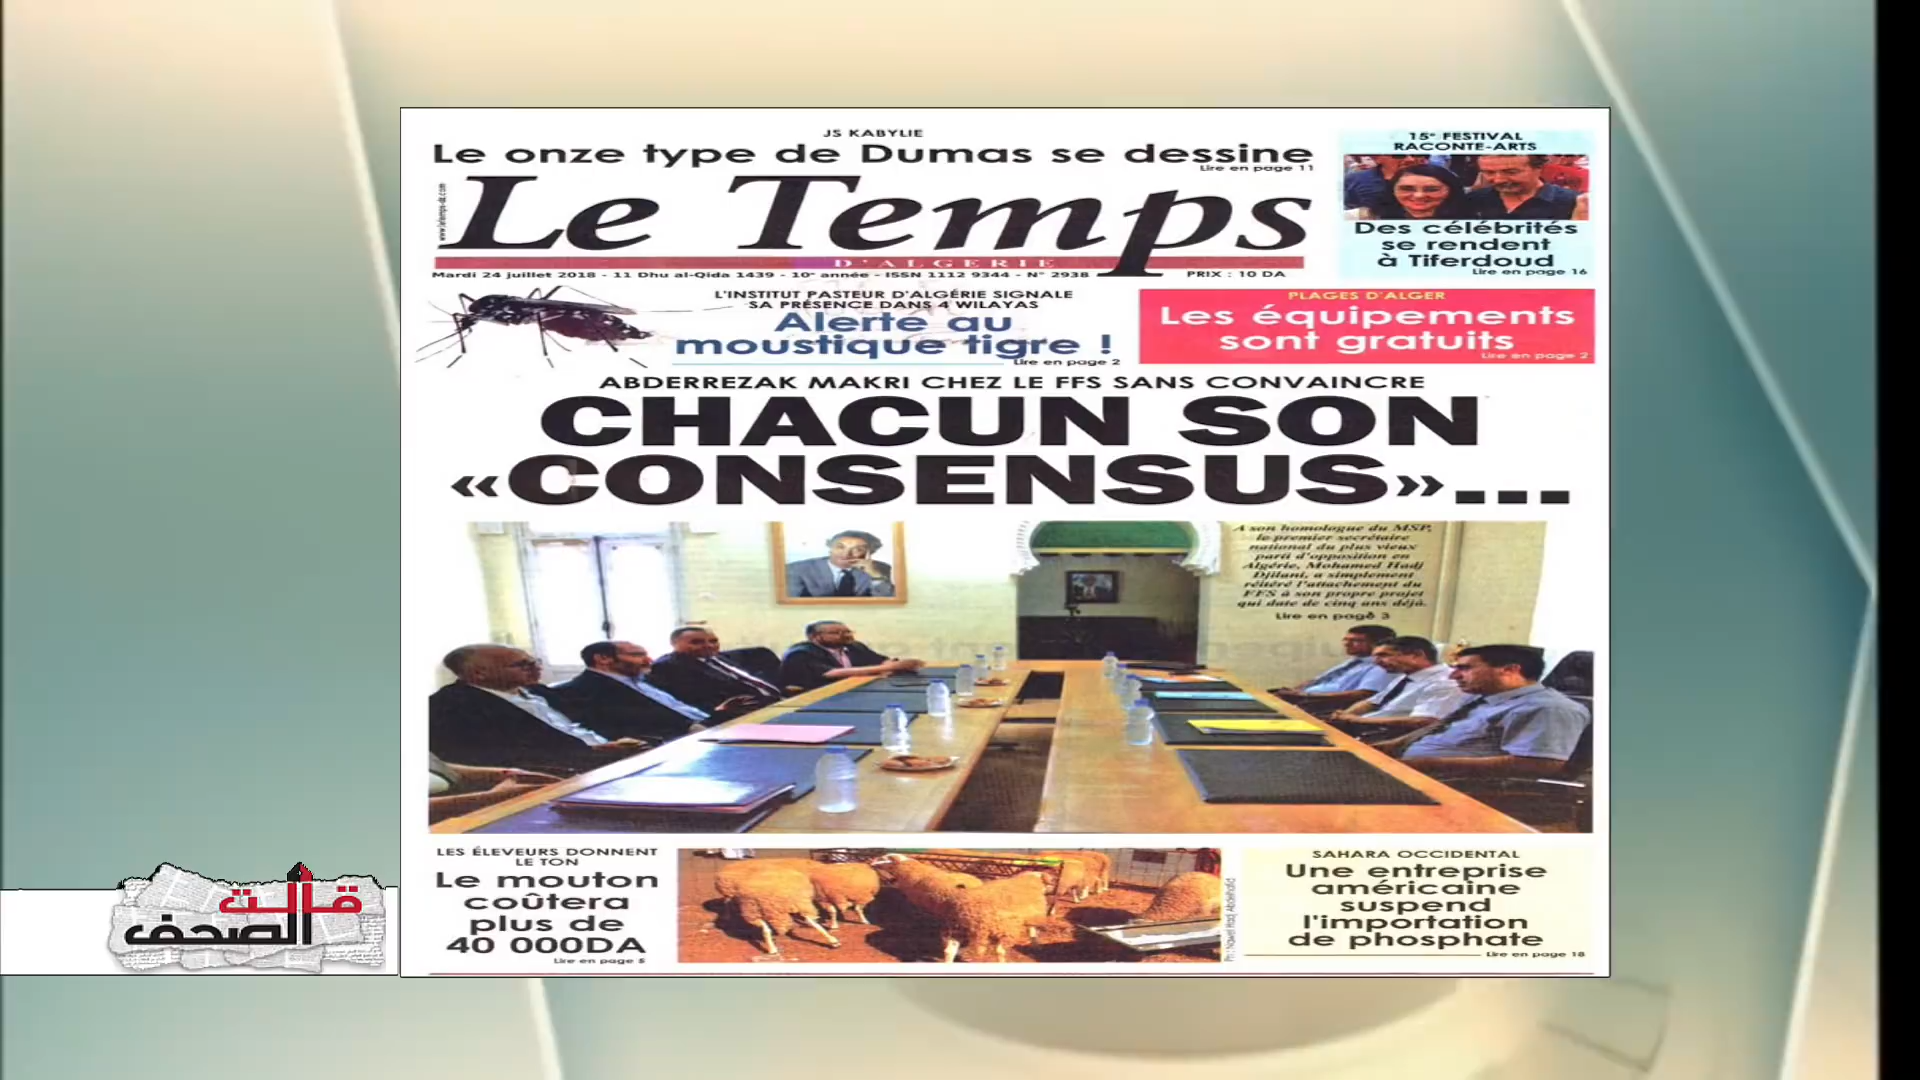 JS KABYLIE
Le onze type de Dumas se dessine
Lire en page 11
Le Temps
D'ALGERIE
Mardi 24 juillet 2018 - 11 Dhu al-Qida 1439 - 10e année - ISSN 1112 9344 - N° 2938
PRIX : 10 DA
15e FESTIVAL
RACONTE-ARTS
Des célébrités
se rendent
à Tiferdoud
Lire en page 16
L'INSTITUT PASTEUR D'ALGÉRIE SIGNALE
SA PRÉSENCE DANS 4 WILAYAS
Alerte au
moustique tigre !
Lire en page 2
PLAGES D'ALGER
Les équipements
sont gratuits
Lire en page 2
ABDERREZAK MAKRI CHEZ LE FFS SANS CONVAINCRE
CHACUN SON
«CONSENSUS»...
A son homologue du MSP,
le premier secrétaire
national du plus vieux
parti d'opposition en
Algérie, Mohamed Hadj
Djilani, a simplement
réitéré l'attachement du
FFS à son propre projet
qui date de cinq ans déjà.
Lire en page 3
LES ÉLEVEURS DONNENT
LE TON
Le mouton
coûtera
plus de
40 000DA
Lire en page 5
SAHARA OCCIDENTAL
Une entreprise
américaine
suspend
l'importation
de phosphate
Lire en page 18
قالت
الصحف